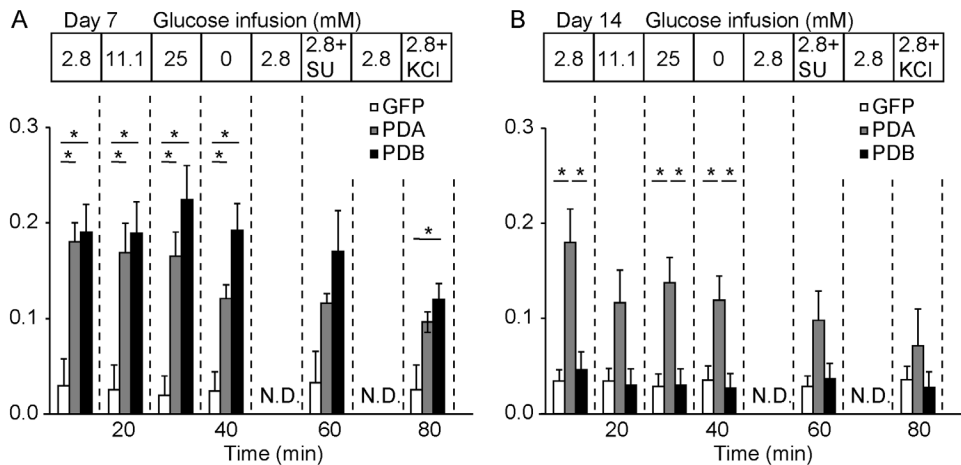 A Day 7 Glucose infusion (mM)
2.8 11.1 25 0 2.8 2.8+ SU 2.8 2.8+ KCl
GFP
PDA
PDB
0.3
* * * *
* * * *
0.2
*
0.1
N.D. N.D.
0.0
20 40 60 80
Time (min)
B Day 14 Glucose infusion (mM)
2.8 11.1 25 0 2.8 2.8+ SU 2.8 2.8+ KCl
GFP
PDA
PDB
0.3
* * * * * *
0.2
0.1
N.D. N.D.
0.0
20 40 60 80
Time (min)